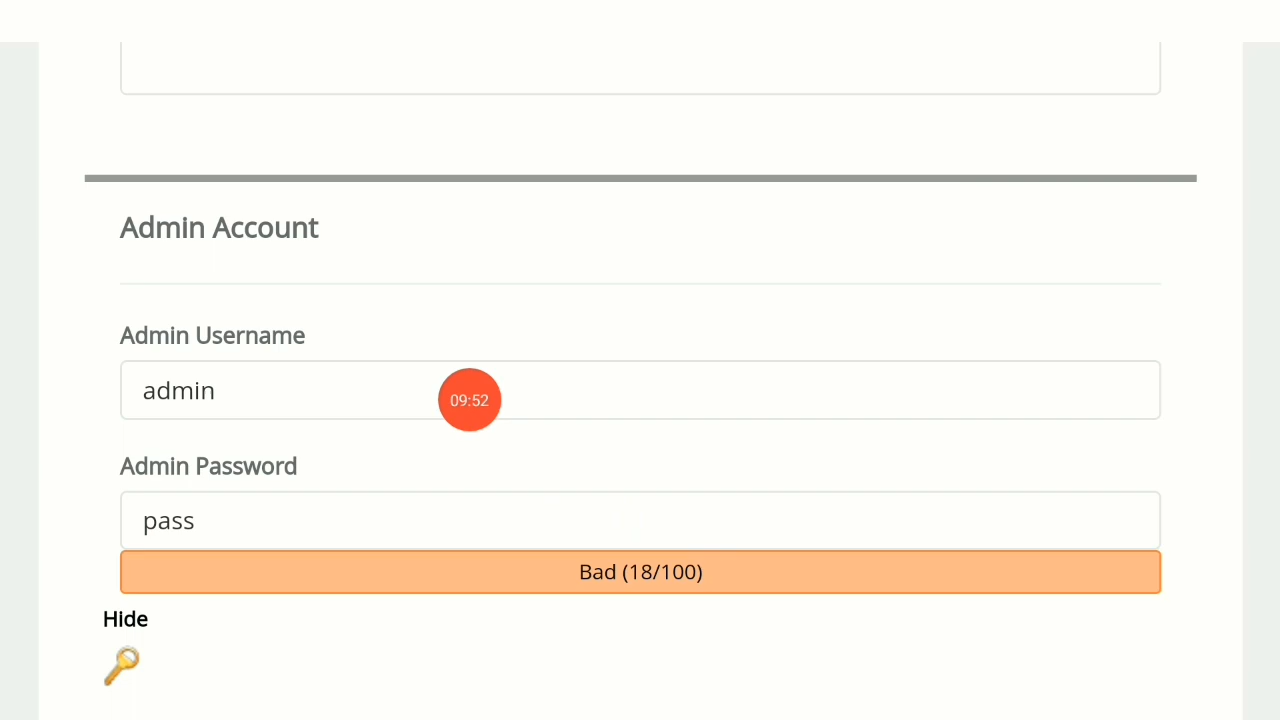 Admin Account
Admin Username
admin
09:52
Admin Password
pass
Bad (18/100)
Hide